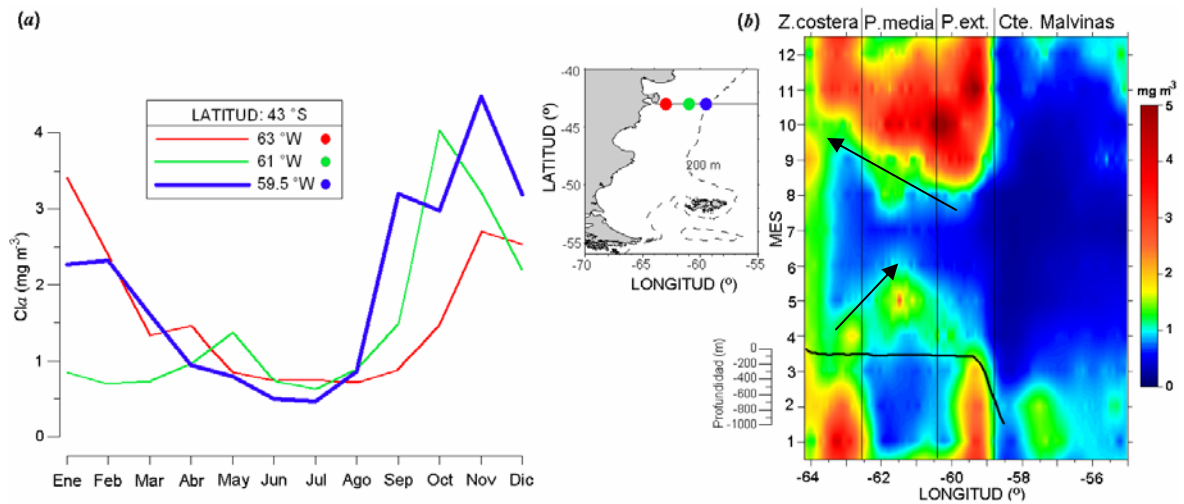 (a)
LATITUD: 43 °S
63 °W
61 °W
59.5 °W
Cla (mg m-3)
4
3
2
1
0
Ene Feb Mar Abr May Jun Jul Ago Sep Oct Nov Dic
-40
-45
-50
-55
LATITUD (º)
200 m
-70 -65 -60 -55
LONGITUD (º)
(b)
Z.costera P.media P.ext. Cte. Malvinas
12
11
10
9
8
7
6
5
4
3
2
1
MES
Profundidad (m)
0
-200
-400
-600
-800
-1000
-64 -62 -60 -58 -56
LONGITUD (º)
mg m-3
5
4
3
2
1
0